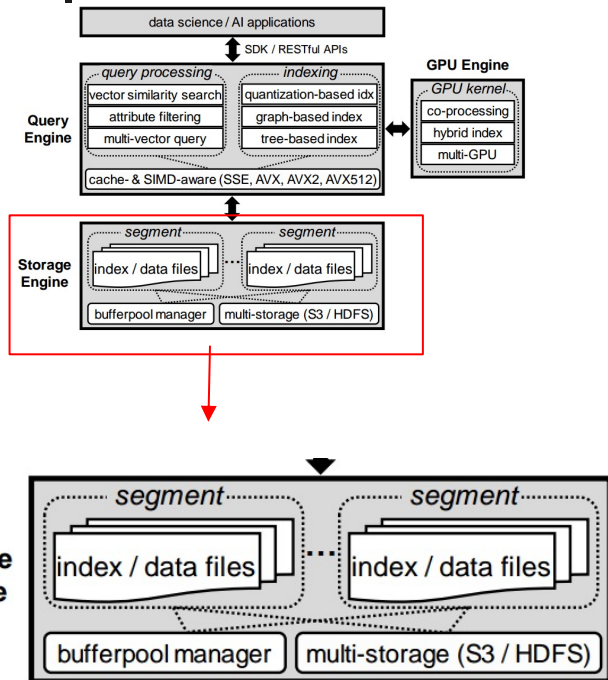 data science / AI applications
SDK / RESTful APIs
GPU Engine
Query
Engine
query processing
vector similarity search
attribute filtering
multi-vector query
indexing
quantization-based idx
graph-based index
tree-based index
cache- & SIMD-aware (SSE, AVX, AVX2, AVX512)
GPU kernel
co-processing
hybrid index
multi-GPU
Storage
Engine
segment
index / data files
...
segment
index / data files
bufferpool manager
multi-storage (S3 / HDFS)
e
e
segment
index / data files
...
segment
index / data files
bufferpool manager
multi-storage (S3 / HDFS)